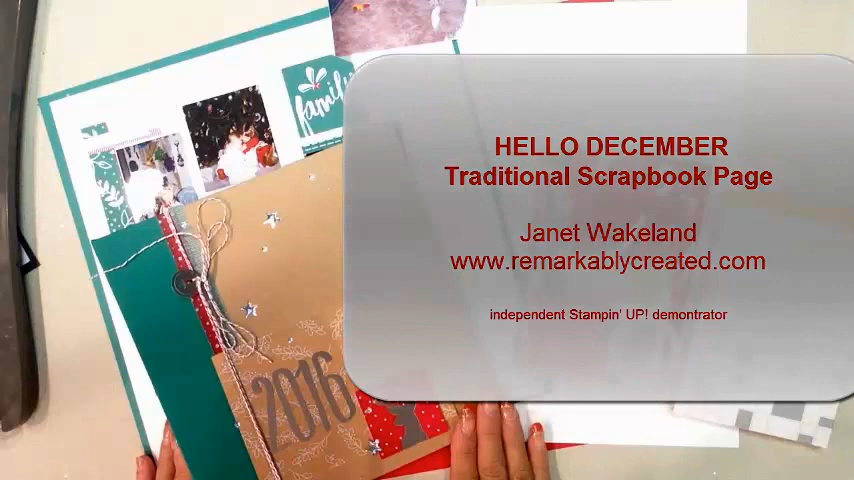 family
HELLO DECEMBER
Traditional Scrapbook Page
Janet Wakeland
www.remarkablycreated.com
independent Stampin' UP! demontrator
2016